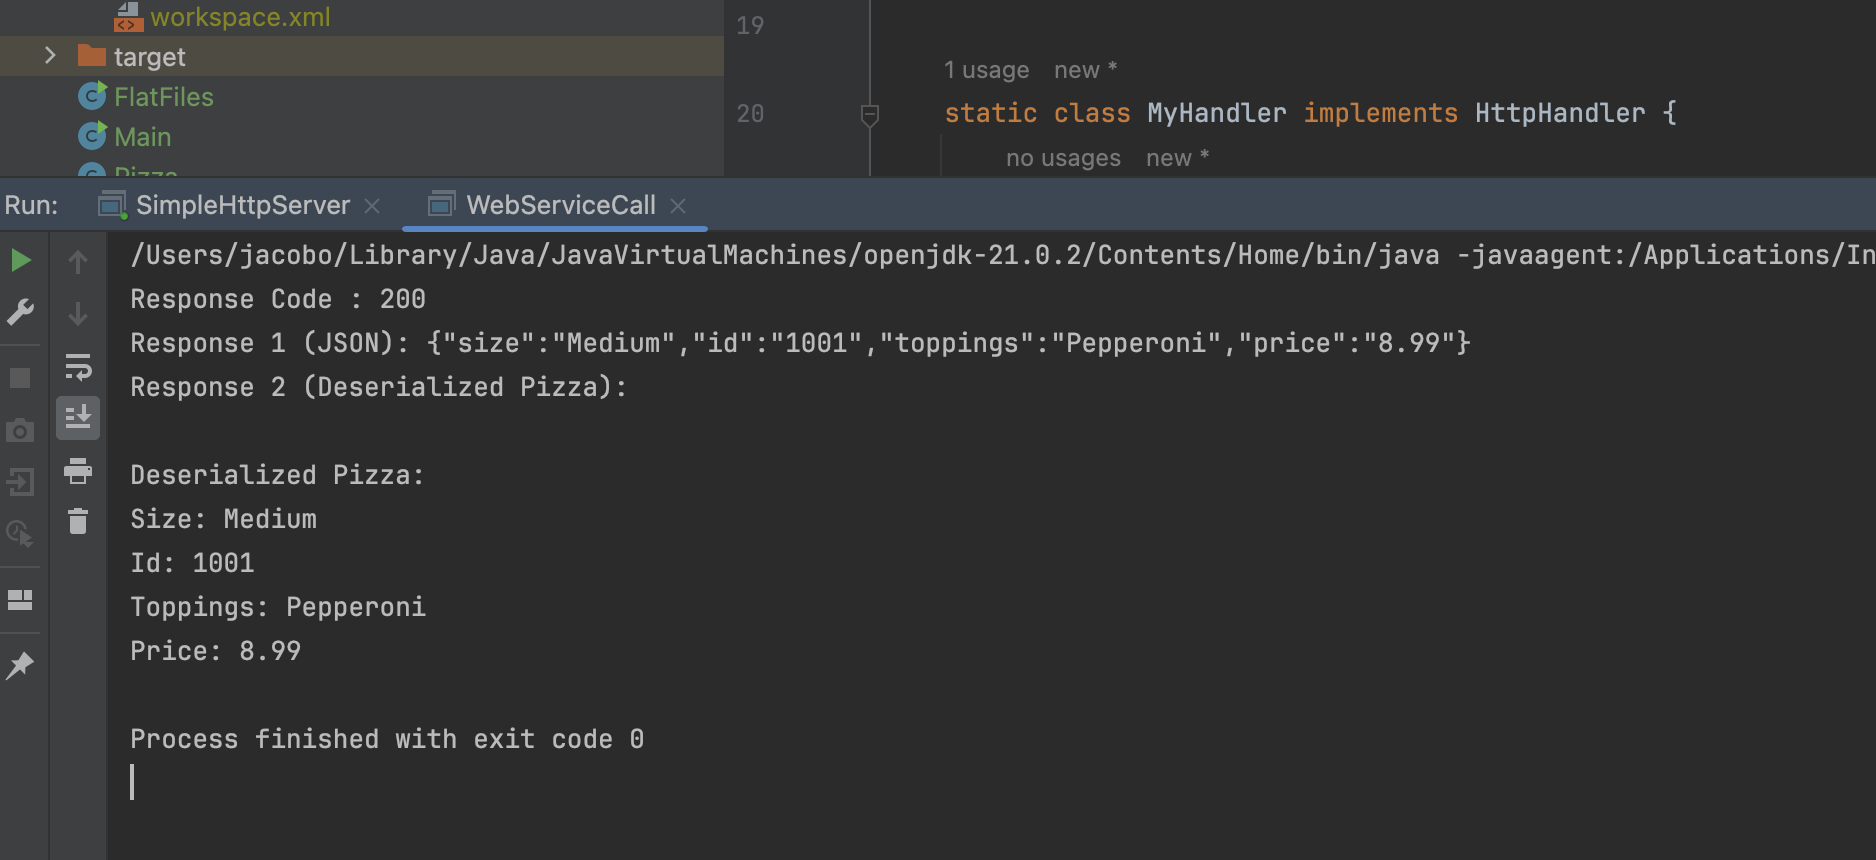 workspace.xml
target
FlatFiles
Main
Pizza
19
1 usage new *
20 static class MyHandler implements HttpHandler {
no usages new *
Run: SimpleHttpServer WebServiceCall
/Users/jacobo/Library/Java/JavaVirtualMachines/openjdk-21.0.2/Contents/Home/bin/java -javaagent:/Applications/In
Response Code : 200
Response 1 (JSON): {"size":"Medium","id":"1001","toppings":"Pepperoni","price":"8.99"}
Response 2 (Deserialized Pizza):
Deserialized Pizza:
Size: Medium
Id: 1001
Toppings: Pepperoni
Price: 8.99
Process finished with exit code 0